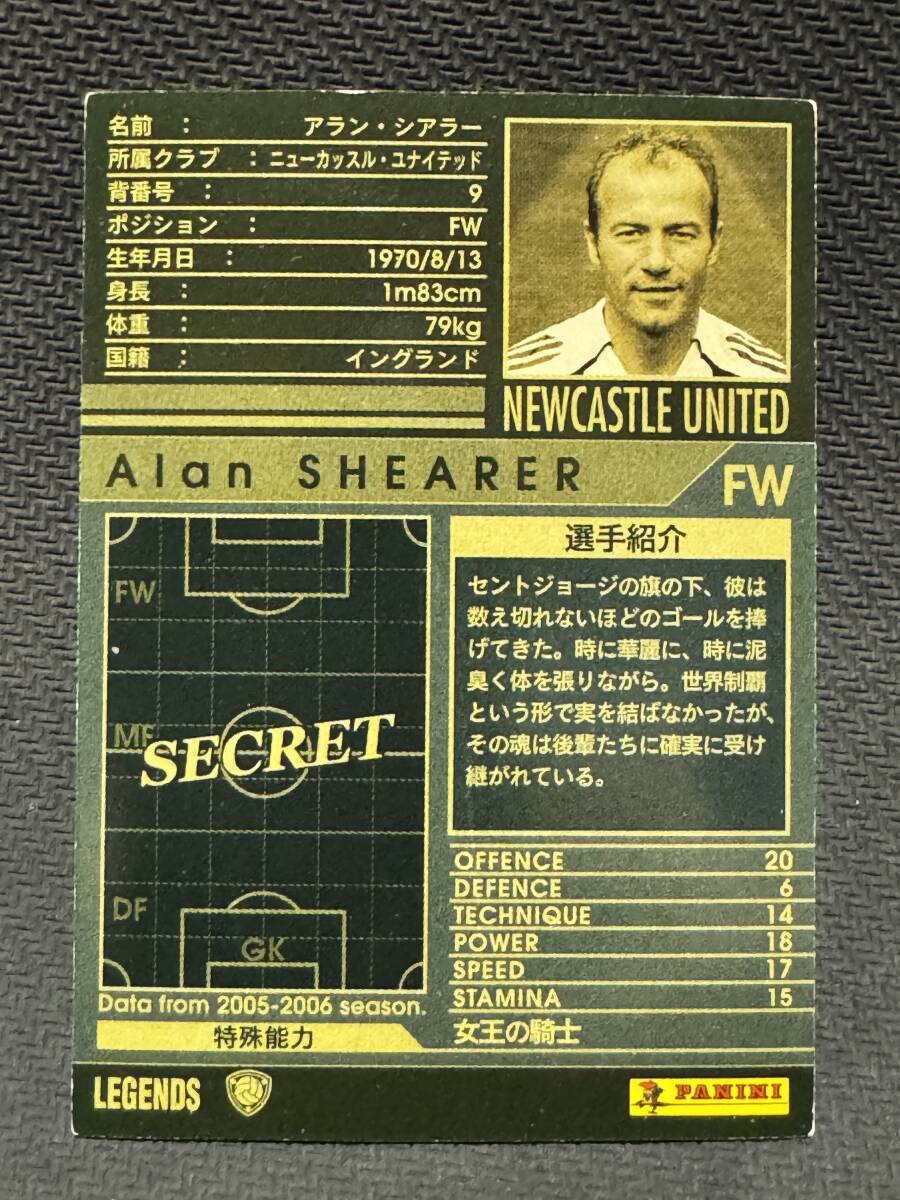 名前 : アラン・シアラー
所属クラブ : ニューカッスル・ユナイテッド
背番号 : 9
ポジション : FW
生年月日 : 1970/8/13
身長 : 1m83cm
体重 : 79kg
国籍 : イングランド
NEWCASTLE UNITED
Alan SHEARER
FW
FW
MF
SECRET
DF
GK
Data from 2005-2006 season.
選手紹介
セントジョージの旗の下、彼は
数え切れないほどのゴールを捧
げてきた。時に華麗に、時に泥
臭く体を張りながら。世界制覇
という形で実を結ばなかったが、
その魂は後輩たちに確実に受け
継がれている。
OFFENCE 20
DEFENCE 6
TECHNIQUE 14
POWER 18
SPEED 17
STAMINA 15
特殊能力
女王の騎士
LEGENDS
PANINI